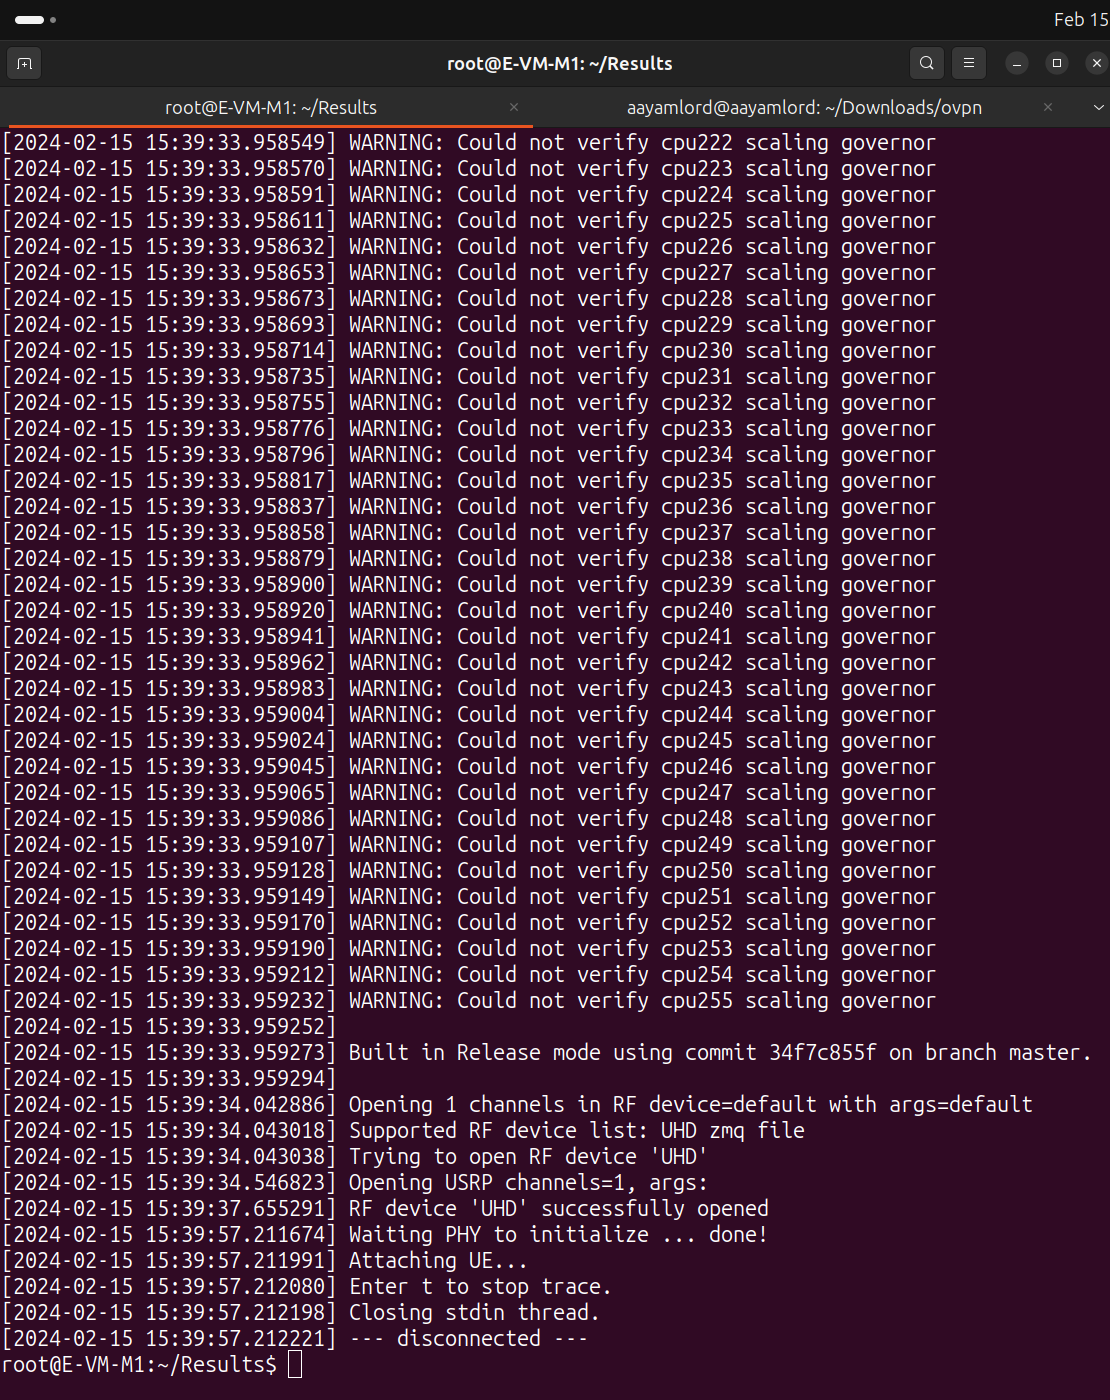 Feb 15
root@E-VM-M1: ~/Results
root@E-VM-M1: ~/Results
aayamlord@aayamlord: ~/Downloads/ovpn
[2024-02-15 15:39:33.958549] WARNING: Could not verify cpu222 scaling governor
[2024-02-15 15:39:33.958570] WARNING: Could not verify cpu223 scaling governor
[2024-02-15 15:39:33.958591] WARNING: Could not verify cpu224 scaling governor
[2024-02-15 15:39:33.958611] WARNING: Could not verify cpu225 scaling governor
[2024-02-15 15:39:33.958632] WARNING: Could not verify cpu226 scaling governor
[2024-02-15 15:39:33.958653] WARNING: Could not verify cpu227 scaling governor
[2024-02-15 15:39:33.958673] WARNING: Could not verify cpu228 scaling governor
[2024-02-15 15:39:33.958693] WARNING: Could not verify cpu229 scaling governor
[2024-02-15 15:39:33.958714] WARNING: Could not verify cpu230 scaling governor
[2024-02-15 15:39:33.958735] WARNING: Could not verify cpu231 scaling governor
[2024-02-15 15:39:33.958755] WARNING: Could not verify cpu232 scaling governor
[2024-02-15 15:39:33.958776] WARNING: Could not verify cpu233 scaling governor
[2024-02-15 15:39:33.958796] WARNING: Could not verify cpu234 scaling governor
[2024-02-15 15:39:33.958817] WARNING: Could not verify cpu235 scaling governor
[2024-02-15 15:39:33.958837] WARNING: Could not verify cpu236 scaling governor
[2024-02-15 15:39:33.958858] WARNING: Could not verify cpu237 scaling governor
[2024-02-15 15:39:33.958879] WARNING: Could not verify cpu238 scaling governor
[2024-02-15 15:39:33.958900] WARNING: Could not verify cpu239 scaling governor
[2024-02-15 15:39:33.958920] WARNING: Could not verify cpu240 scaling governor
[2024-02-15 15:39:33.958941] WARNING: Could not verify cpu241 scaling governor
[2024-02-15 15:39:33.958962] WARNING: Could not verify cpu242 scaling governor
[2024-02-15 15:39:33.958983] WARNING: Could not verify cpu243 scaling governor
[2024-02-15 15:39:33.959004] WARNING: Could not verify cpu244 scaling governor
[2024-02-15 15:39:33.959024] WARNING: Could not verify cpu245 scaling governor
[2024-02-15 15:39:33.959045] WARNING: Could not verify cpu246 scaling governor
[2024-02-15 15:39:33.959065] WARNING: Could not verify cpu247 scaling governor
[2024-02-15 15:39:33.959086] WARNING: Could not verify cpu248 scaling governor
[2024-02-15 15:39:33.959107] WARNING: Could not verify cpu249 scaling governor
[2024-02-15 15:39:33.959128] WARNING: Could not verify cpu250 scaling governor
[2024-02-15 15:39:33.959149] WARNING: Could not verify cpu251 scaling governor
[2024-02-15 15:39:33.959170] WARNING: Could not verify cpu252 scaling governor
[2024-02-15 15:39:33.959190] WARNING: Could not verify cpu253 scaling governor
[2024-02-15 15:39:33.959212] WARNING: Could not verify cpu254 scaling governor
[2024-02-15 15:39:33.959232] WARNING: Could not verify cpu255 scaling governor
[2024-02-15 15:39:33.959252]
[2024-02-15 15:39:33.959273] Built in Release mode using commit 34f7c855f on branch master.
[2024-02-15 15:39:33.959294]
[2024-02-15 15:39:34.042886] Opening 1 channels in RF device=default with args=default
[2024-02-15 15:39:34.043018] Supported RF device list: UHD zmq file
[2024-02-15 15:39:34.043038] Trying to open RF device 'UHD'
[2024-02-15 15:39:34.546823] Opening USRP channels=1, args:
[2024-02-15 15:39:37.655291] RF device 'UHD' successfully opened
[2024-02-15 15:39:57.211674] Waiting PHY to initialize ... done!
[2024-02-15 15:39:57.211991] Attaching UE...
[2024-02-15 15:39:57.212080] Enter t to stop trace.
[2024-02-15 15:39:57.212198] Closing stdin thread.
[2024-02-15 15:39:57.212221] --- disconnected ---
root@E-VM-M1:~/Results$